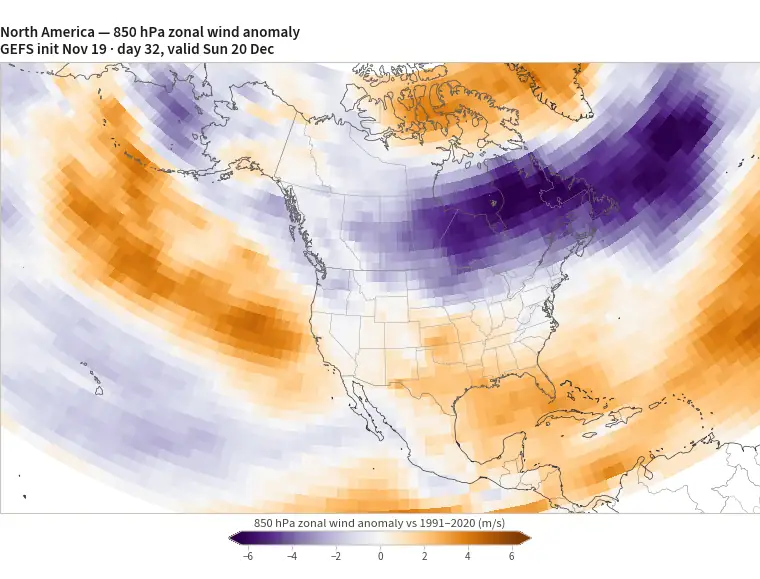 North America — 850 hPa zonal wind anomaly
GEFS init Nov 19 · day 32, valid Sun 20 Dec
850 hPa zonal wind anomaly vs 1991−2020 (m/s)
−6 −4 −2 0 2 4 6